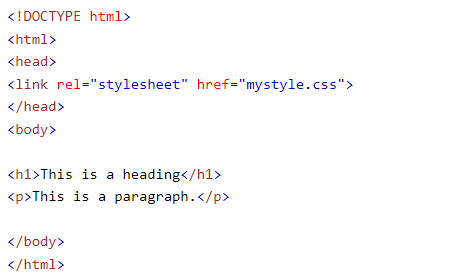 <!DOCTYPE html>
<html>
<head>
<link rel="stylesheet" href="mystyle.css">
</head>
<body>
<h1>This is a heading</h1>
<p>This is a paragraph.</p>
</body>
</html>